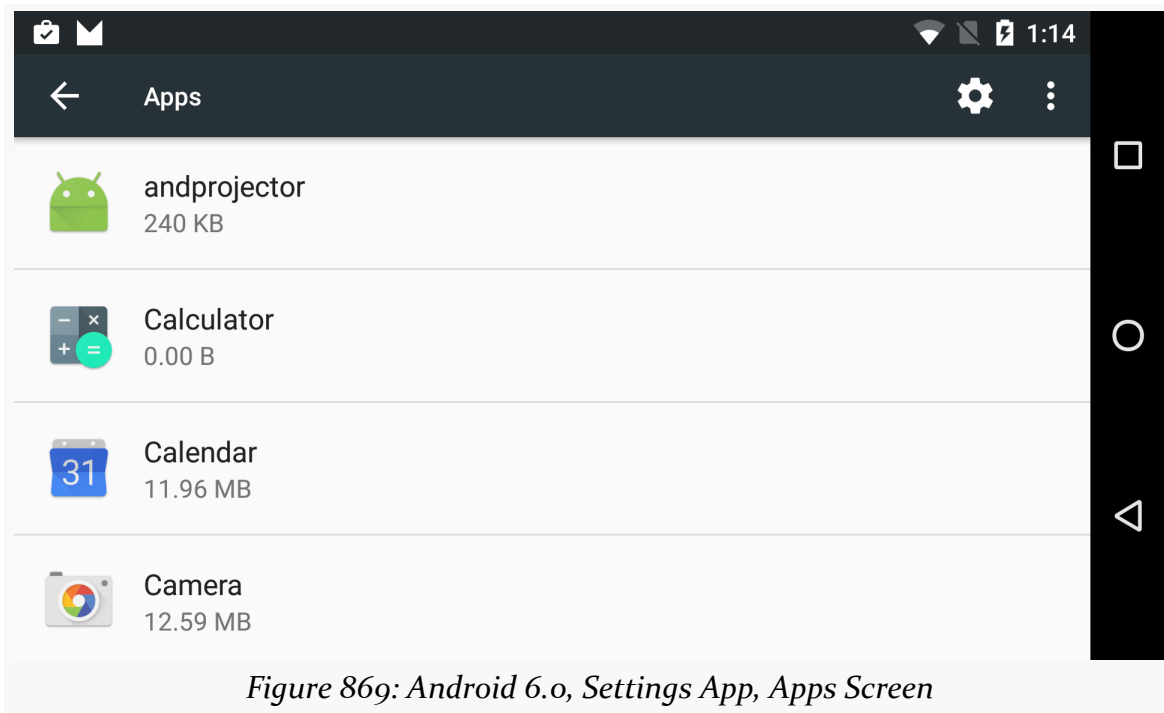 1:14
Apps
andprojector
240 KB
− ×
+ =
Calculator
0.00 B
31
Calendar
11.96 MB
Camera
12.59 MB
Figure 869: Android 6.0, Settings App, Apps Screen